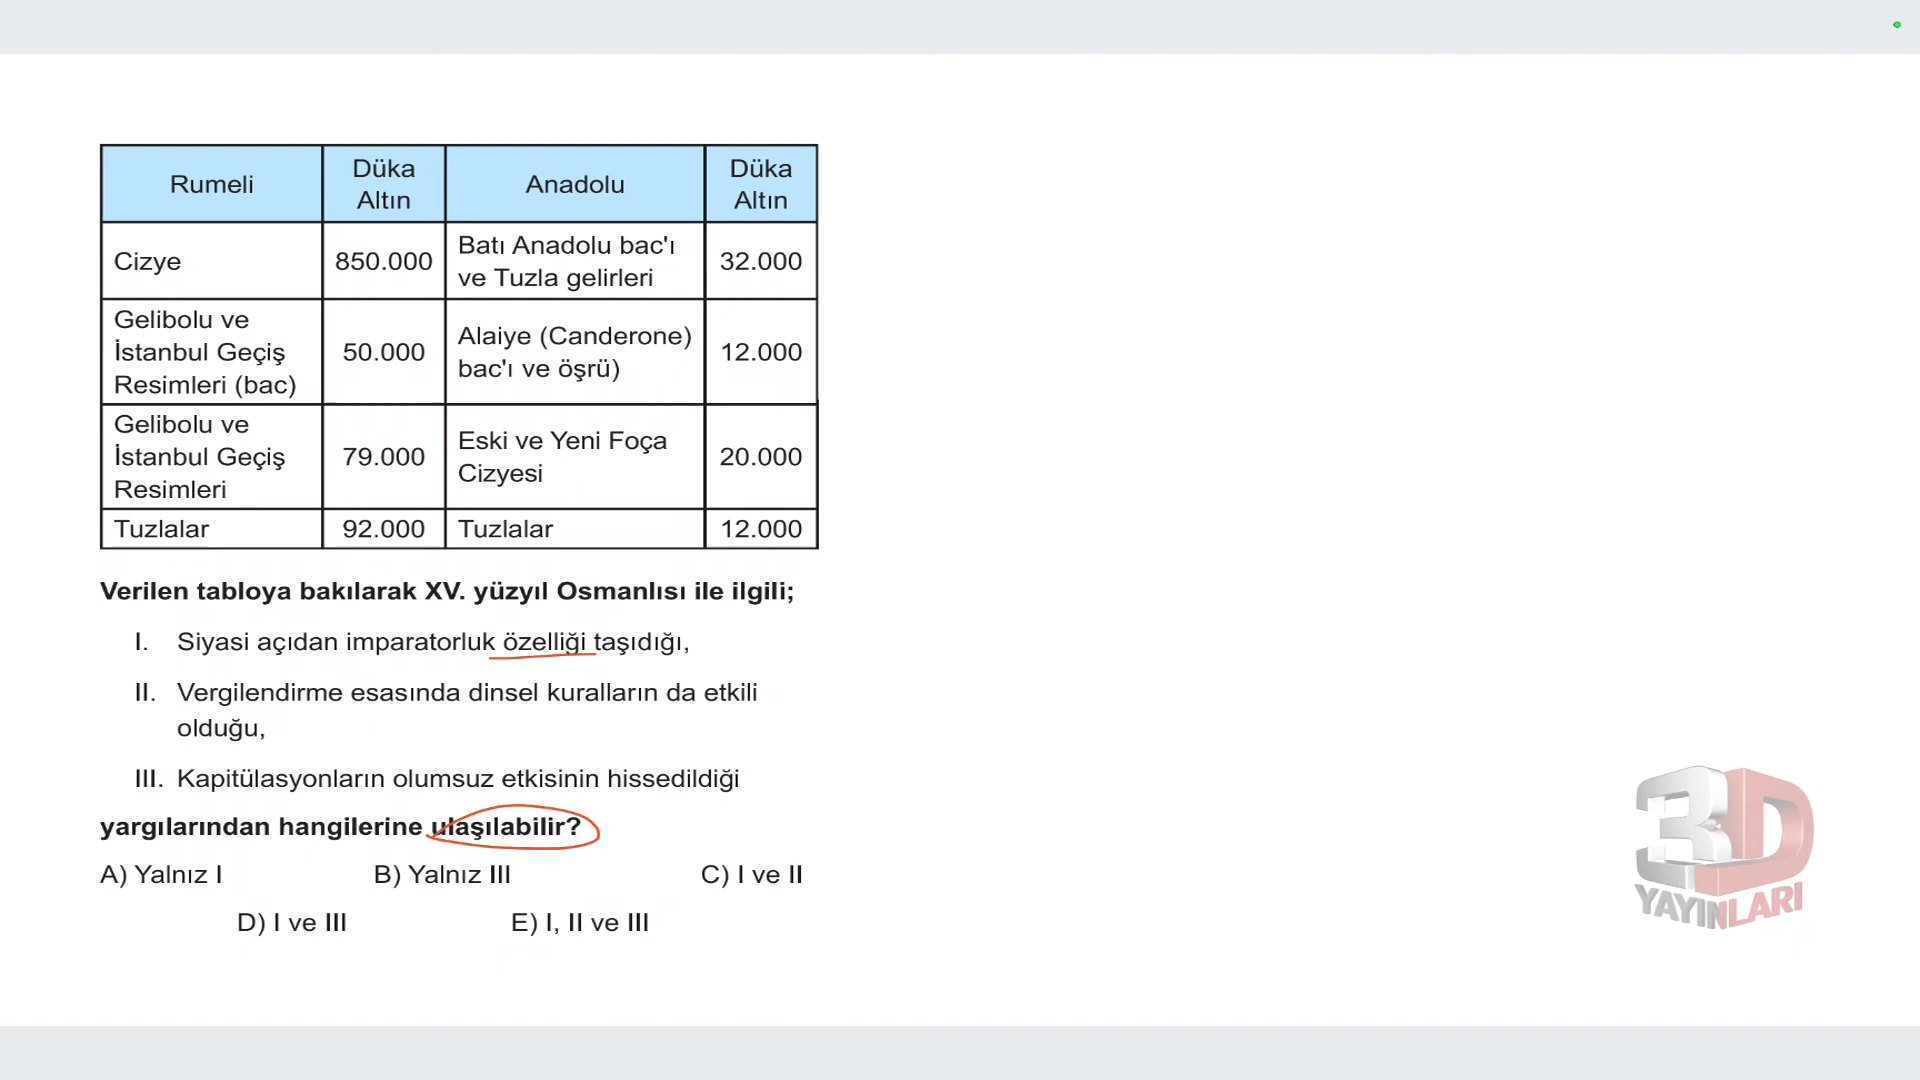 Rumeli
Düka
Altın
Anadolu
Düka
Altın
Cizye
850.000
Batı Anadolu bac'ı
ve Tuzla gelirleri
32.000
Gelibolu ve
İstanbul Geçiş
Resimleri (bac)
50.000
Alaiye (Canderone)
bac'ı ve öşrü)
12.000
Gelibolu ve
İstanbul Geçiş
Resimleri
79.000
Eski ve Yeni Foça
Cizyesi
20.000
Tuzlalar
92.000
Tuzlalar
12.000
Verilen tabloya bakılarak XV. yüzyıl Osmanlısı ile ilgili;
I. Siyasi açıdan imparatorluk özelliği taşıdığı,
II. Vergilendirme esasında dinsel kuralların da etkili
olduğu,
III. Kapitülasyonların olumsuz etkisinin hissedildiği
yargılarından hangilerine ulaşılabilir?
A) Yalnız I B) Yalnız III C) I ve II
D) I ve III E) I, II ve III
3D
YAYINLARI